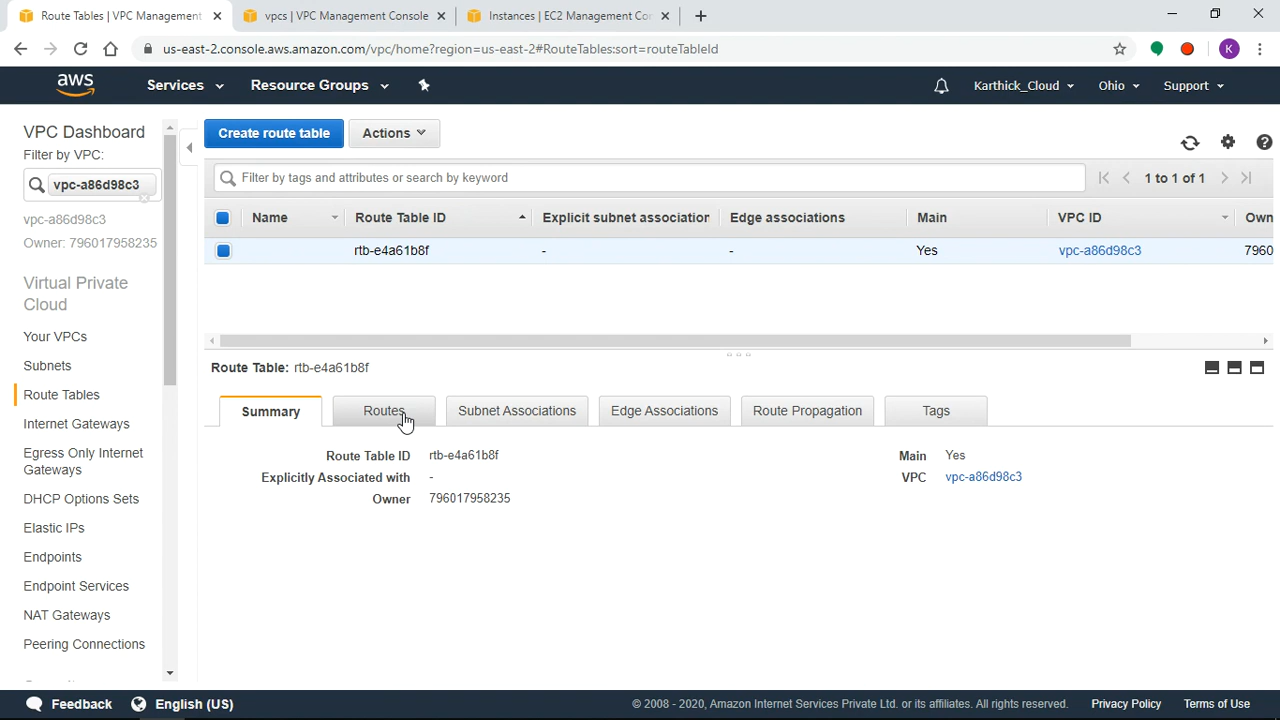 Route Tables | VPC Management
vpcs | VPC Management Console
Instances | EC2 Management Cor
us-east-2.console.aws.amazon.com/vpc/home?region=us-east-2#RouteTables:sort=routeTableId
K
aws
Services
Resource Groups
Karthick_Cloud
Ohio
Support
VPC Dashboard
Filter by VPC:
vpc-a86d98c3
vpc-a86d98c3
Owner: 796017958235
Virtual Private
Cloud
Your VPCs
Subnets
Route Tables
Internet Gateways
Egress Only Internet
Gateways
DHCP Options Sets
Elastic IPs
Endpoints
Endpoint Services
NAT Gateways
Peering Connections
Create route table
Actions
Filter by tags and attributes or search by keyword
1 to 1 of 1
Name Route Table ID Explicit subnet association Edge associations Main VPC ID Own
rtb-e4a61b8f - - Yes vpc-a86d98c3 7960
Route Table: rtb-e4a61b8f
Summary
Routes
Subnet Associations
Edge Associations
Route Propagation
Tags
Route Table ID rtb-e4a61b8f
Explicitly Associated with -
Owner 796017958235
Main Yes
VPC vpc-a86d98c3
Feedback
English (US)
© 2008 - 2020, Amazon Internet Services Private Ltd. or its affiliates. All rights reserved.
Privacy Policy
Terms of Use